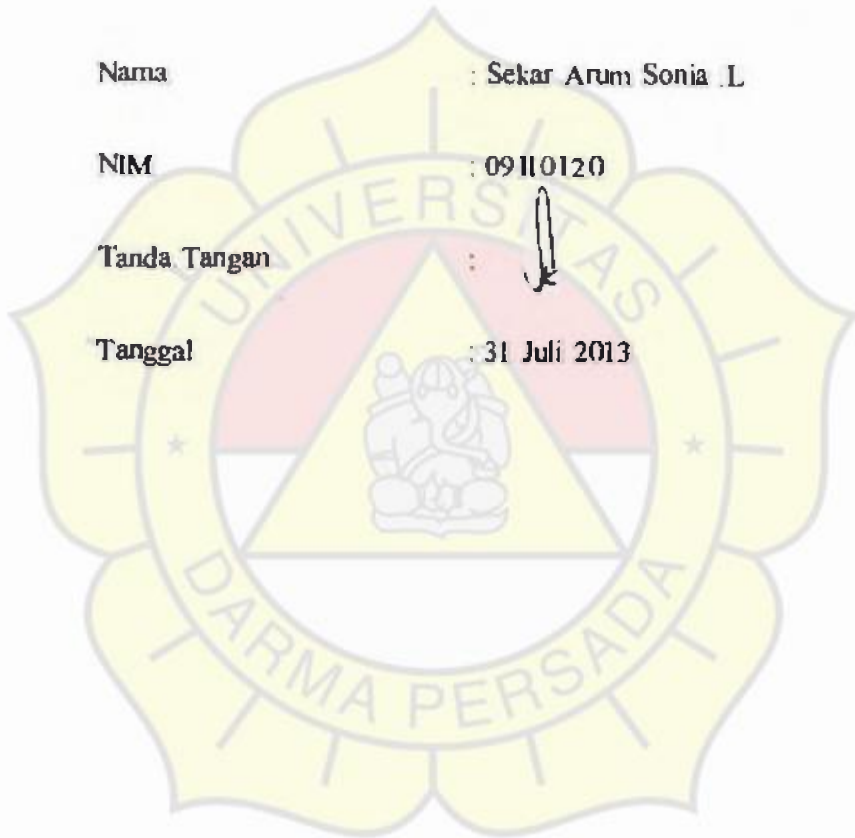 Nama : Sekar Arum Sonia .L
NIM : 09110120
Tanda Tangan :
Tanggal : 31 Juli 2013
UNIVERSITAS
DARMA PERSADA